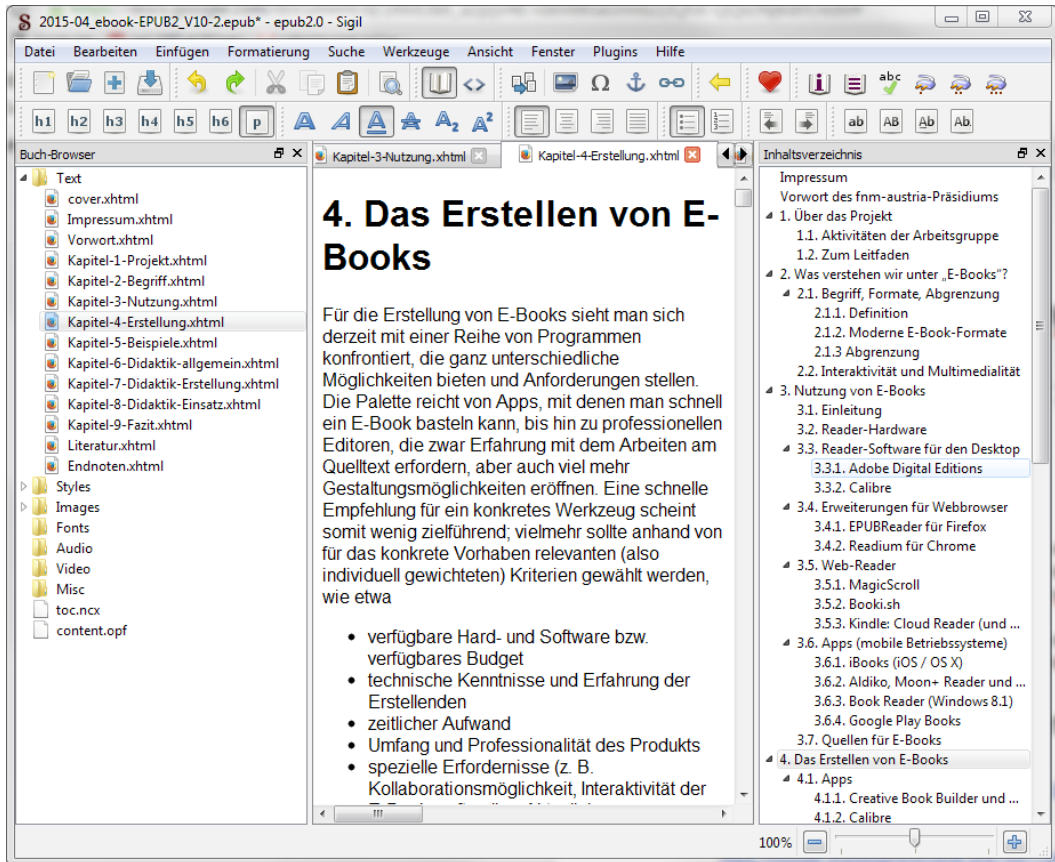 2015-04_ebook-EPUB2_V10-2.epub* - epub2.0 - Sigil
Datei Bearbeiten Einfügen Formatierung Suche Werkzeuge Ansicht Fenster Plugins Hilfe
abc
h1 h2 h3 h4 h5 h6 p A A A A A₂ A² ab AB Ab Ab.
Buch-Browser
Text
cover.xhtml
Impressum.xhtml
Vorwort.xhtml
Kapitel-1-Projekt.xhtml
Kapitel-2-Begriff.xhtml
Kapitel-3-Nutzung.xhtml
Kapitel-4-Erstellung.xhtml
Kapitel-5-Beispiele.xhtml
Kapitel-6-Didaktik-allgemein.xhtml
Kapitel-7-Didaktik-Erstellung.xhtml
Kapitel-8-Didaktik-Einsatz.xhtml
Kapitel-9-Fazit.xhtml
Literatur.xhtml
Endnoten.xhtml
Styles
Images
Fonts
Audio
Video
Misc
toc.ncx
content.opf
Kapitel-3-Nutzung.xhtml Kapitel-4-Erstellung.xhtml
4. Das Erstellen von E-
Books
Für die Erstellung von E-Books sieht man sich
derzeit mit einer Reihe von Programmen
konfrontiert, die ganz unterschiedliche
Möglichkeiten bieten und Anforderungen stellen.
Die Palette reicht von Apps, mit denen man schnell
ein E-Book basteln kann, bis hin zu professionellen
Editoren, die zwar Erfahrung mit dem Arbeiten am
Quelltext erfordern, aber auch viel mehr
Gestaltungsmöglichkeiten eröffnen. Eine schnelle
Empfehlung für ein konkretes Werkzeug scheint
somit wenig zielführend; vielmehr sollte anhand von
für das konkrete Vorhaben relevanten (also
individuell gewichteten) Kriterien gewählt werden,
wie etwa
• verfügbare Hard- und Software bzw.
verfügbares Budget
• technische Kenntnisse und Erfahrung der
Erstellenden
• zeitlicher Aufwand
• Umfang und Professionalität des Produkts
• spezielle Erfordernisse (z. B.
Kollaborationsmöglichkeit, Interaktivität der
Inhaltsverzeichnis
Impressum
Vorwort des fnm-austria-Präsidiums
1. Über das Projekt
1.1. Aktivitäten der Arbeitsgruppe
1.2. Zum Leitfaden
2. Was verstehen wir unter „E-Books“?
2.1. Begriff, Formate, Abgrenzung
2.1.1. Definition
2.1.2. Moderne E-Book-Formate
2.1.3 Abgrenzung
2.2. Interaktivität und Multimedialität
3. Nutzung von E-Books
3.1. Einleitung
3.2. Reader-Hardware
3.3. Reader-Software für den Desktop
3.3.1. Adobe Digital Editions
3.3.2. Calibre
3.4. Erweiterungen für Webbrowser
3.4.1. EPUBReader für Firefox
3.4.2. Readium für Chrome
3.5. Web-Reader
3.5.1. MagicScroll
3.5.2. Booki.sh
3.5.3. Kindle: Cloud Reader (und ...
3.6. Apps (mobile Betriebssysteme)
3.6.1. iBooks (iOS / OS X)
3.6.2. Aldiko, Moon+ Reader und ...
3.6.3. Book Reader (Windows 8.1)
3.6.4. Google Play Books
3.7. Quellen für E-Books
4. Das Erstellen von E-Books
4.1. Apps
4.1.1. Creative Book Builder und ...
4.1.2. Calibre
100%